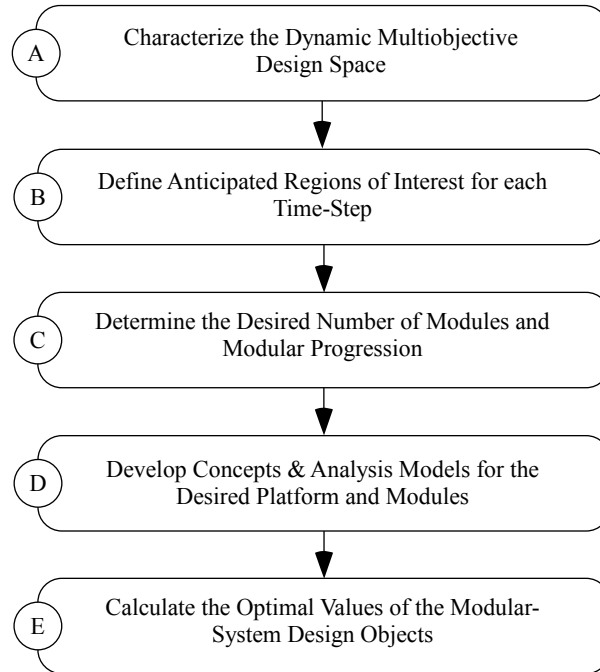 A
Characterize the Dynamic Multiobjective
Design Space
B
Define Anticipated Regions of Interest for each
Time-Step
C
Determine the Desired Number of Modules and
Modular Progression
D
Develop Concepts & Analysis Models for the
Desired Platform and Modules
E
Calculate the Optimal Values of the Modular-
System Design Objects